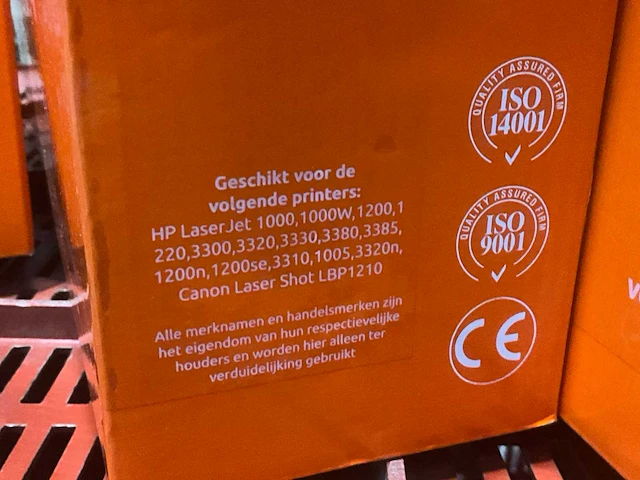 Geschikt voor de
volgende printers:
HP LaserJet 1000,1000W,1200,1
220,3300,3320,3330,3380,3385,
1200n,1200se,3310,1005,3320n,
Canon Laser Shot LBP1210
Alle merknamen en handelsmerken zijn
het eigendom van hun respectievelijke
houders en worden hier alleen ter
verduidelijking gebruikt
QUALITY ASSURED FIRM
ISO
14001
QUALITY ASSURED FIRM
ISO
9001
CE